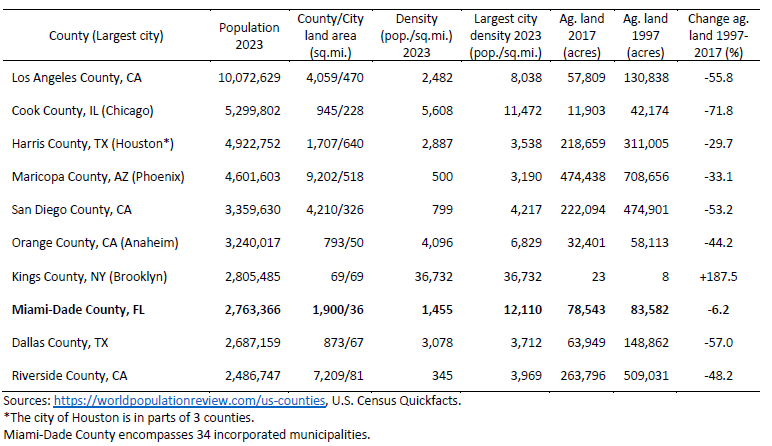 County (Largest city) Population 2023 County/City land area (sq.mi.) Density (pop./sq.mi.) 2023 Largest city density 2023 (pop./sq.mi.) Ag. land 2017 (acres) Ag. land 1997 (acres) Change ag. land 1997-2017 (%)
Los Angeles County, CA 10,072,629 4,059/470 2,482 8,038 57,809 130,838 -55.8
Cook County, IL (Chicago) 5,299,802 945/228 5,608 11,472 11,903 42,174 -71.8
Harris County, TX (Houston*) 4,922,752 1,707/640 2,887 3,538 218,659 311,005 -29.7
Maricopa County, AZ (Phoenix) 4,601,603 9,202/518 500 3,190 474,438 708,656 -33.1
San Diego County, CA 3,359,630 4,210/326 799 4,217 222,094 474,901 -53.2
Orange County, CA (Anaheim) 3,240,017 793/50 4,096 6,829 32,401 58,113 -44.2
Kings County, NY (Brooklyn) 2,805,485 69/69 36,732 36,732 23 8 +187.5
Miami-Dade County, FL 2,763,366 1,900/36 1,455 12,110 78,543 83,582 -6.2
Dallas County, TX 2,687,159 873/67 3,078 3,712 63,949 148,862 -57.0
Riverside County, CA 2,486,747 7,209/81 345 3,969 263,796 509,031 -48.2
Sources: https://worldpopulationreview.com/us-counties, U.S. Census Quickfacts.
*The city of Houston is in parts of 3 counties.
Miami-Dade County encompasses 34 incorporated municipalities.